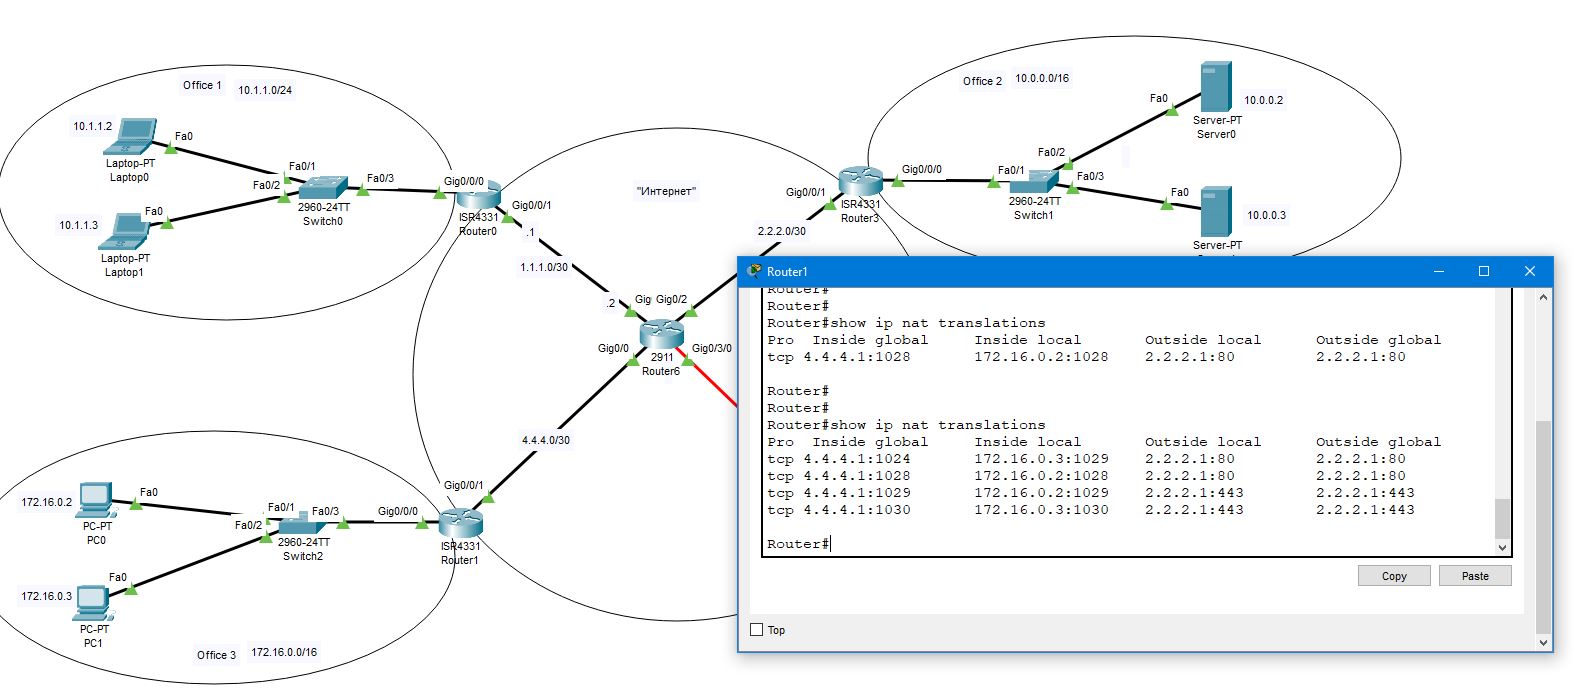 Office 1
10.1.1.0/24
10.1.1.2
Fa0
Laptop-PT
Laptop0
Fa0/1
Fa0/2
Fa0/3
2960-24TT
Switch0
10.1.1.3
Fa0
Laptop-PT
Laptop1
Gig0/0/0
ISR4331
Router0
Gig0/0/1
.1
1.1.1.0/30
.2
"Интернет"
Gig
Gig0/2
Gig0/0
Gig0/3/0
2911
Router6
2.2.2.0/30
4.4.4.0/30
Office 2
10.0.0.0/16
Gig0/0/1
Gig0/0/0
ISR4331
Router3
Fa0/1
Fa0/2
Fa0/3
2960-24TT
Switch1
Fa0
Server-PT
Server0
10.0.0.2
Fa0
Server-PT
10.0.0.3
172.16.0.2
Fa0
PC-PT
PC0
Fa0/1
Fa0/2
Fa0/3
2960-24TT
Switch2
Gig0/0/0
Gig0/0/1
ISR4331
Router1
172.16.0.3
Fa0
PC-PT
PC1
Office 3
172.16.0.0/16
Router1
Router#
Router#
Router#show ip nat translations
Pro Inside global Inside local Outside local Outside global
tcp 4.4.4.1:1028 172.16.0.2:1028 2.2.2.1:80 2.2.2.1:80
Router#
Router#
Router#show ip nat translations
Pro Inside global Inside local Outside local Outside global
tcp 4.4.4.1:1024 172.16.0.3:1029 2.2.2.1:80 2.2.2.1:80
tcp 4.4.4.1:1028 172.16.0.2:1028 2.2.2.1:80 2.2.2.1:80
tcp 4.4.4.1:1029 172.16.0.2:1029 2.2.2.1:443 2.2.2.1:443
tcp 4.4.4.1:1030 172.16.0.3:1030 2.2.2.1:443 2.2.2.1:443
Router#
Copy
Paste
Top